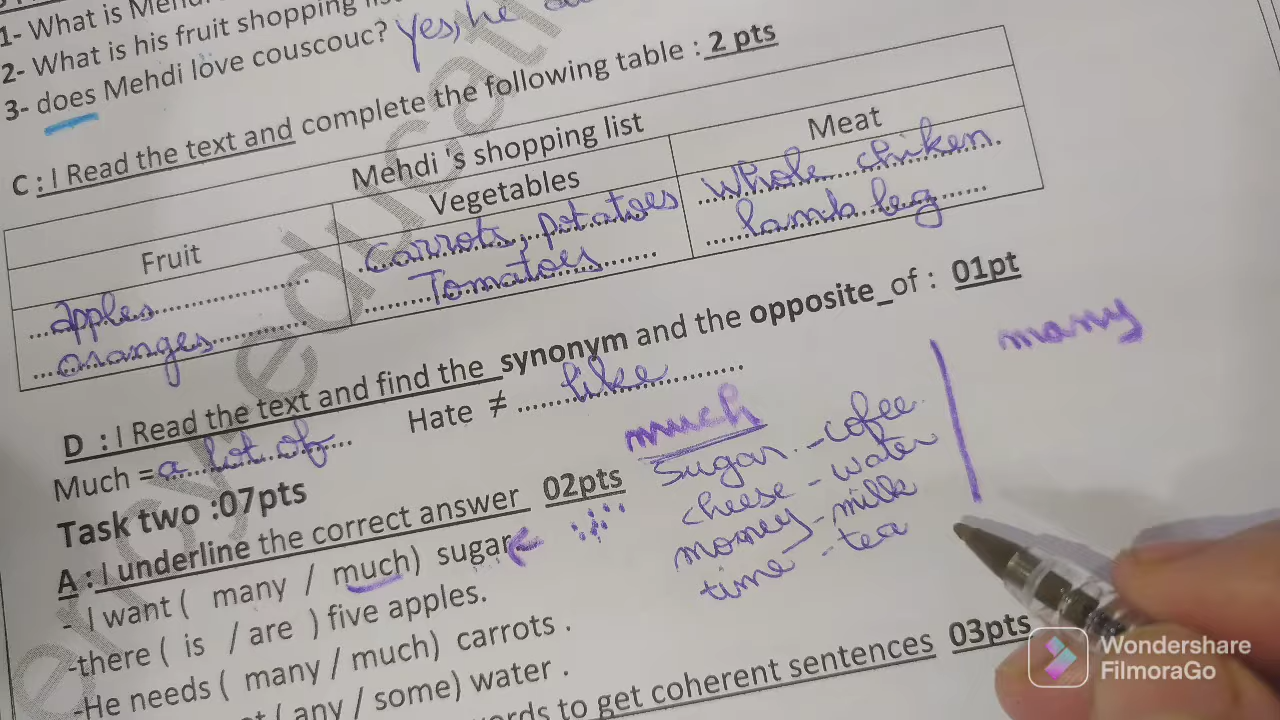 1- What is Mehdi
2- What is his fruit shopping
3- does Mehdi love couscouc? Yes, he
C : I Read the text and complete the following table : 2 pts
Mehdi 's shopping list
Fruit Vegetables Meat
apples Carrots, potatoes Whole chiken
oranges Tomatoes lamb leg
D : I Read the text and find the synonym and the opposite_of : 01pt
Much = a lot of Hate ≠ like
Task two :07pts
A : I underline the correct answer 02pts
- I want ( many / much) sugar
-there ( is / are ) five apples.
-He needs ( many / much) carrots .
( any / some) water .
to get coherent sentences 03pts
much
sugar - cofee
cheese - water
money - milk
time - tea
many
Wondershare
FilmoraGo